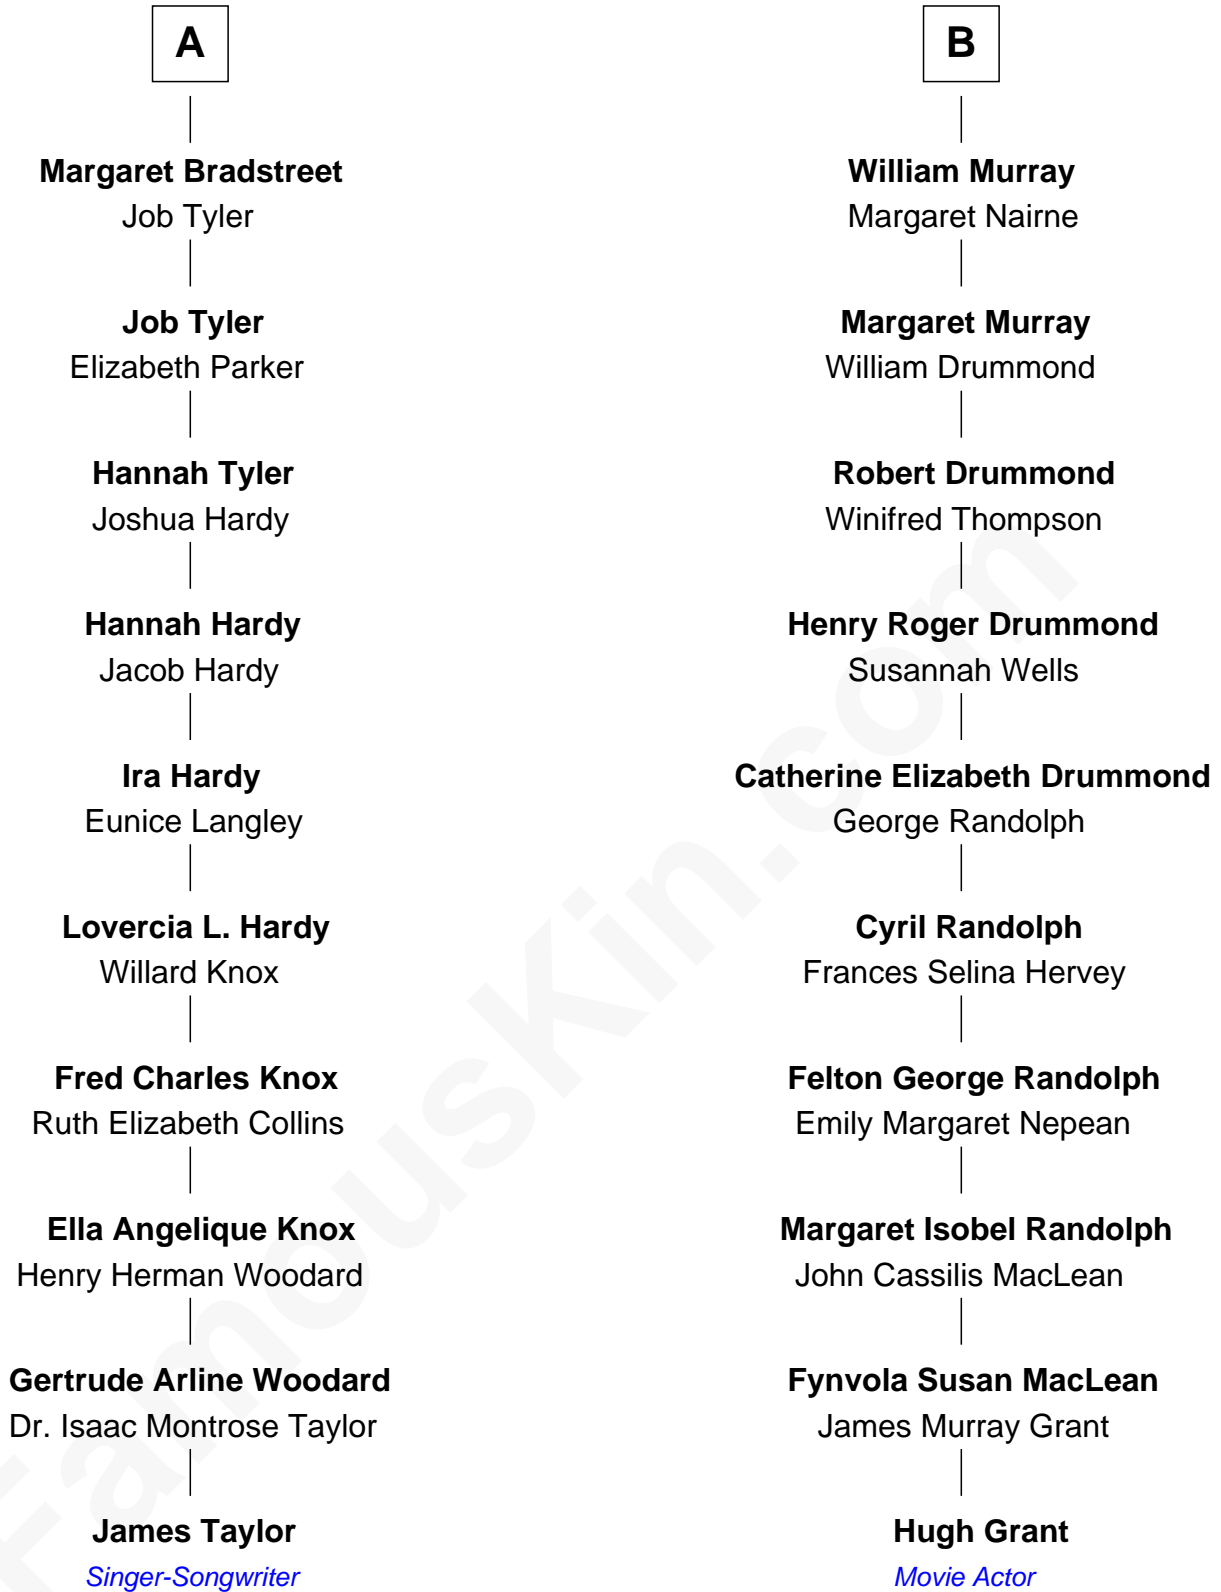 A
Margaret Bradstreet
Job Tyler
Job Tyler
Elizabeth Parker
Hannah Tyler
Joshua Hardy
Hannah Hardy
Jacob Hardy
Ira Hardy
Eunice Langley
Lovercia L. Hardy
Willard Knox
Fred Charles Knox
Ruth Elizabeth Collins
Ella Angelique Knox
Henry Herman Woodard
Gertrude Arline Woodard
Dr. Isaac Montrose Taylor
James Taylor
Singer-Songwriter
B
William Murray
Margaret Nairne
Margaret Murray
William Drummond
Robert Drummond
Winifred Thompson
Henry Roger Drummond
Susannah Wells
Catherine Elizabeth Drummond
George Randolph
Cyril Randolph
Frances Selina Hervey
Felton George Randolph
Emily Margaret Nepean
Margaret Isobel Randolph
John Cassilis MacLean
Fynvola Susan MacLean
James Murray Grant
Hugh Grant
Movie Actor
FamousKin.com